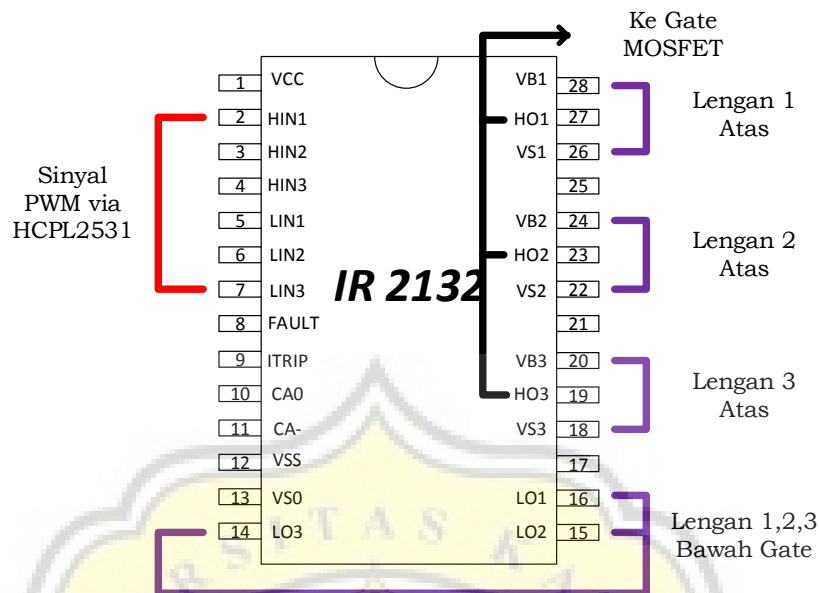 Ke Gate
MOSFET
Sinyal
PWM via
HCPL2531
1 VCC
2 HIN1
3 HIN2
4 HIN3
5 LIN1
6 LIN2
7 LIN3
8 FAULT
9 ITRIP
10 CA0
11 CA-
12 VSS
13 VS0
14 LO3
IR 2132
VB1 28
HO1 27
VS1 26
25
VB2 24
HO2 23
VS2 22
21
VB3 20
HO3 19
VS3 18
17
LO1 16
LO2 15
Lengan 1
Atas
Lengan 2
Atas
Lengan 3
Atas
Lengan 1,2,3
Bawah Gate
RSITAS KA